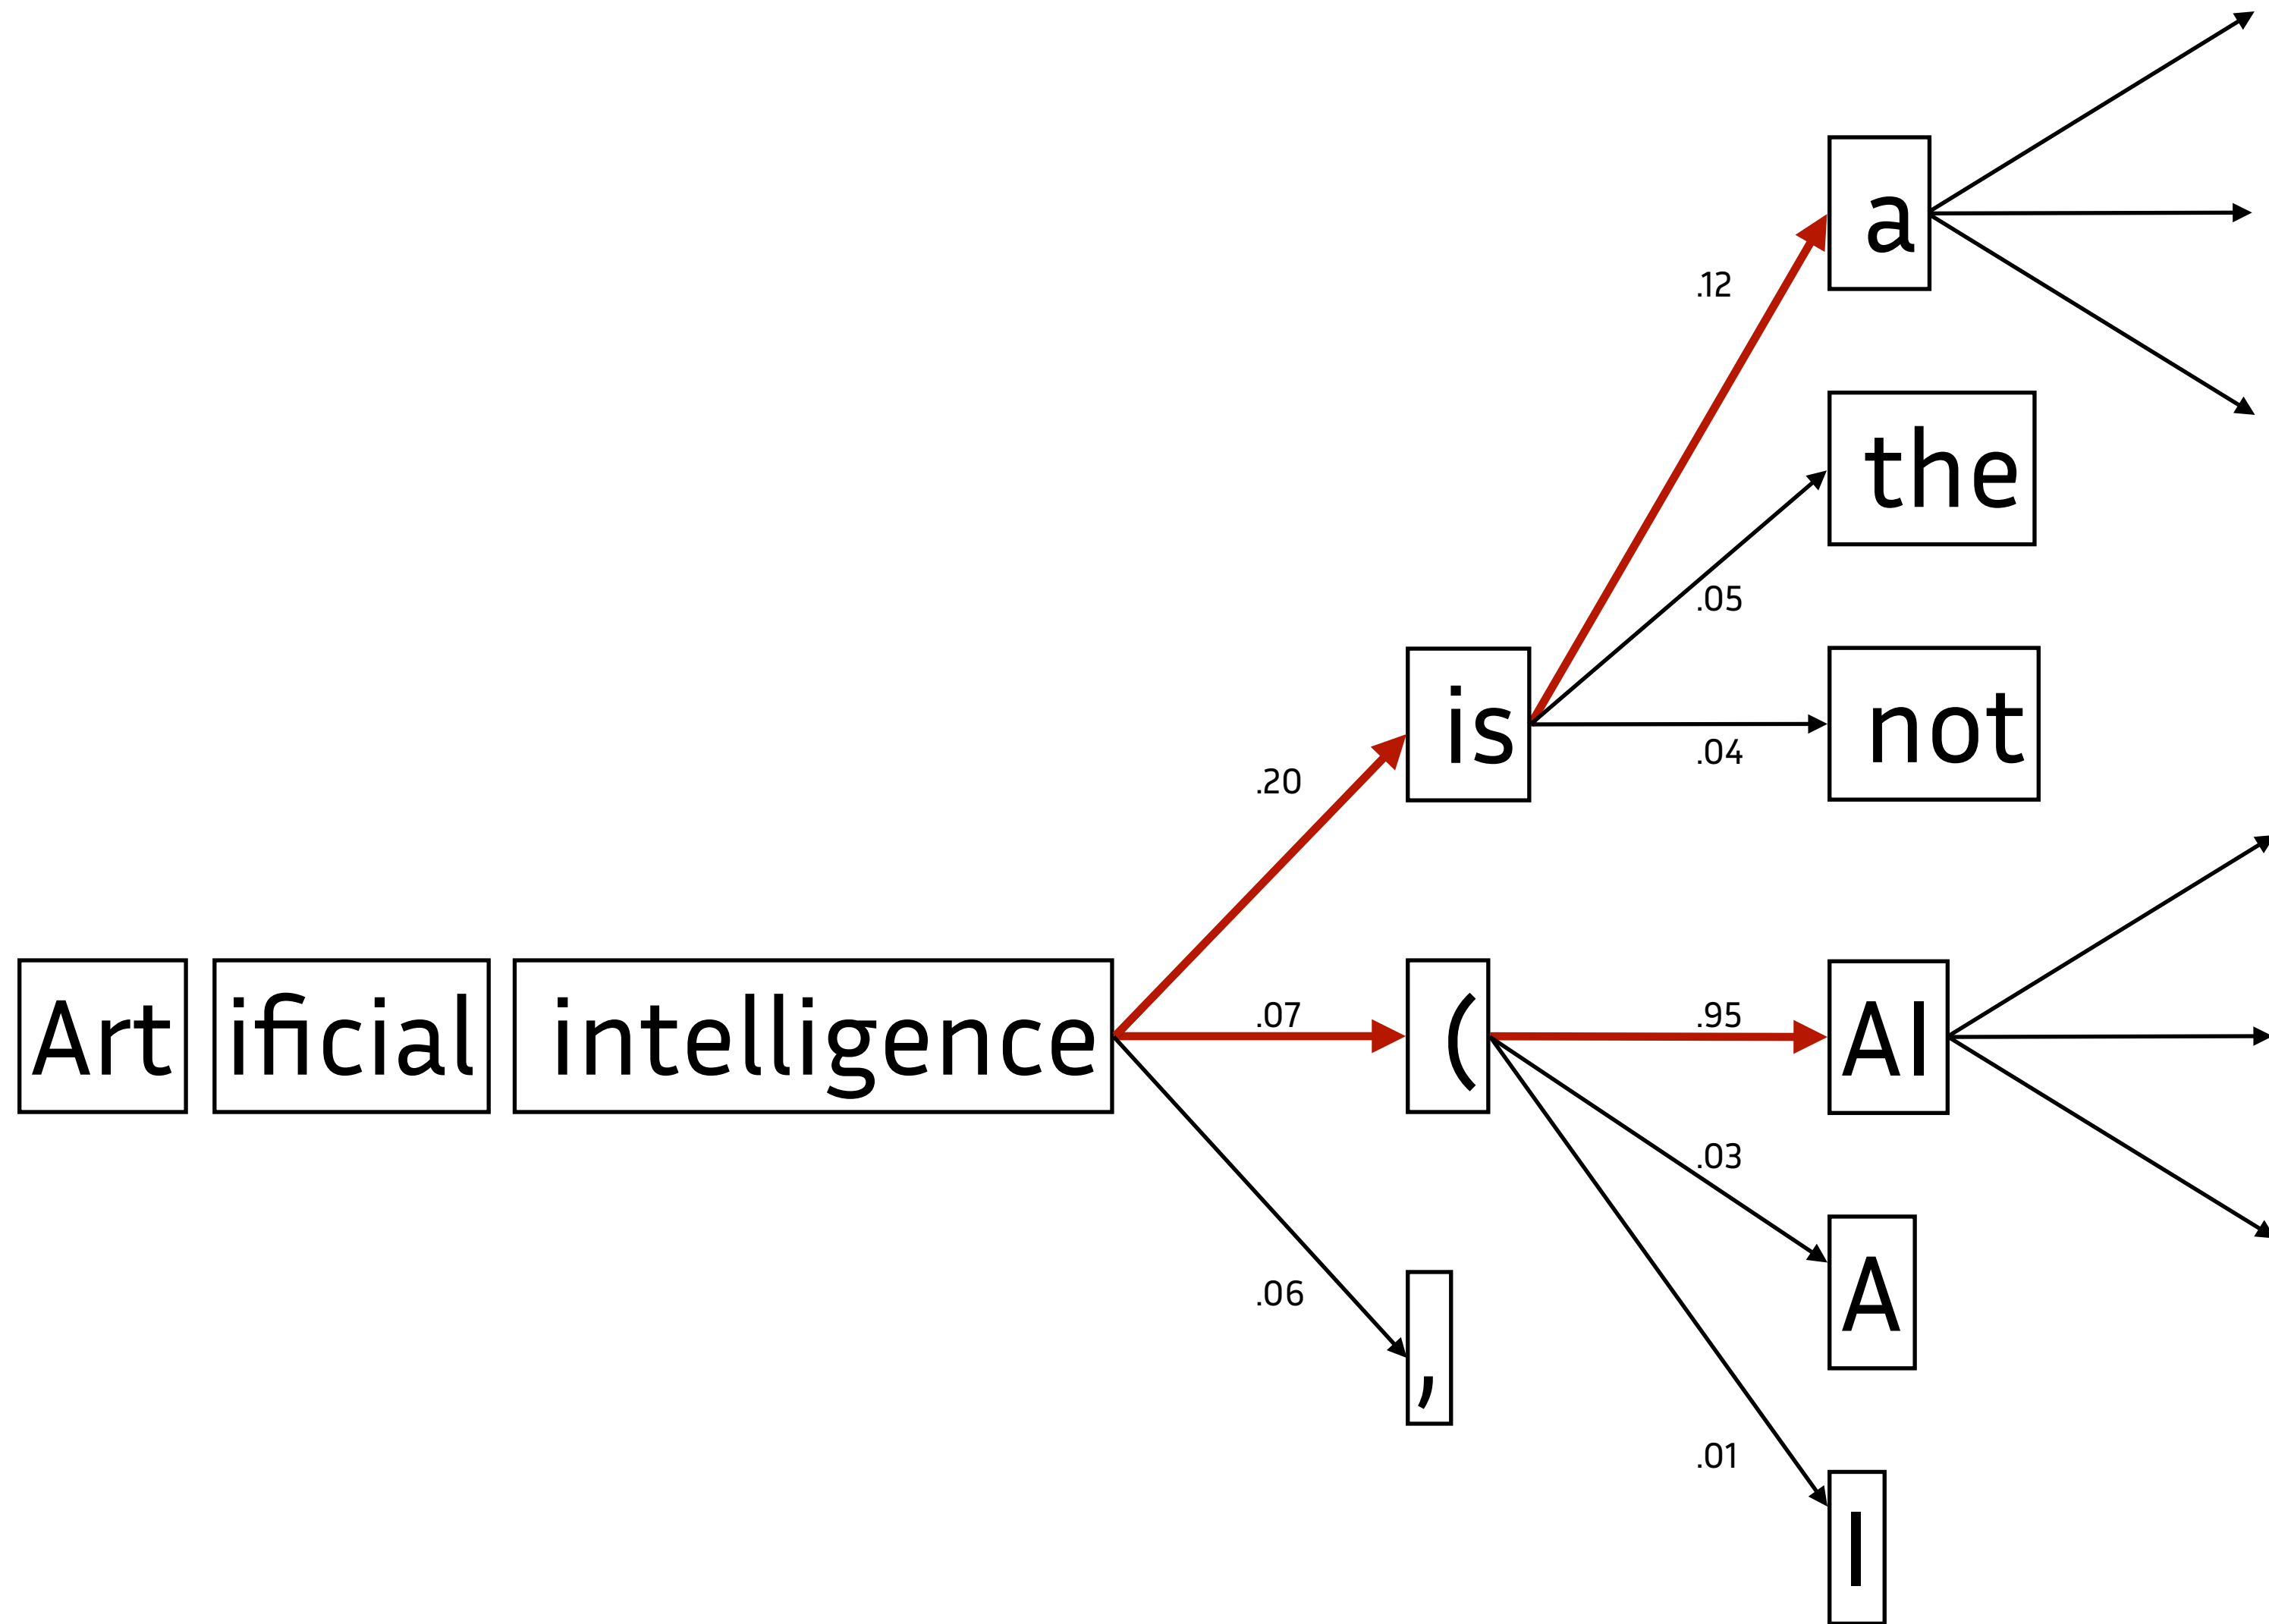 a
.12
the
.05
is
not
.04
.20
Art ificial intelligence
.07
(
.95
AI
.03
A
.06
,
.01
I